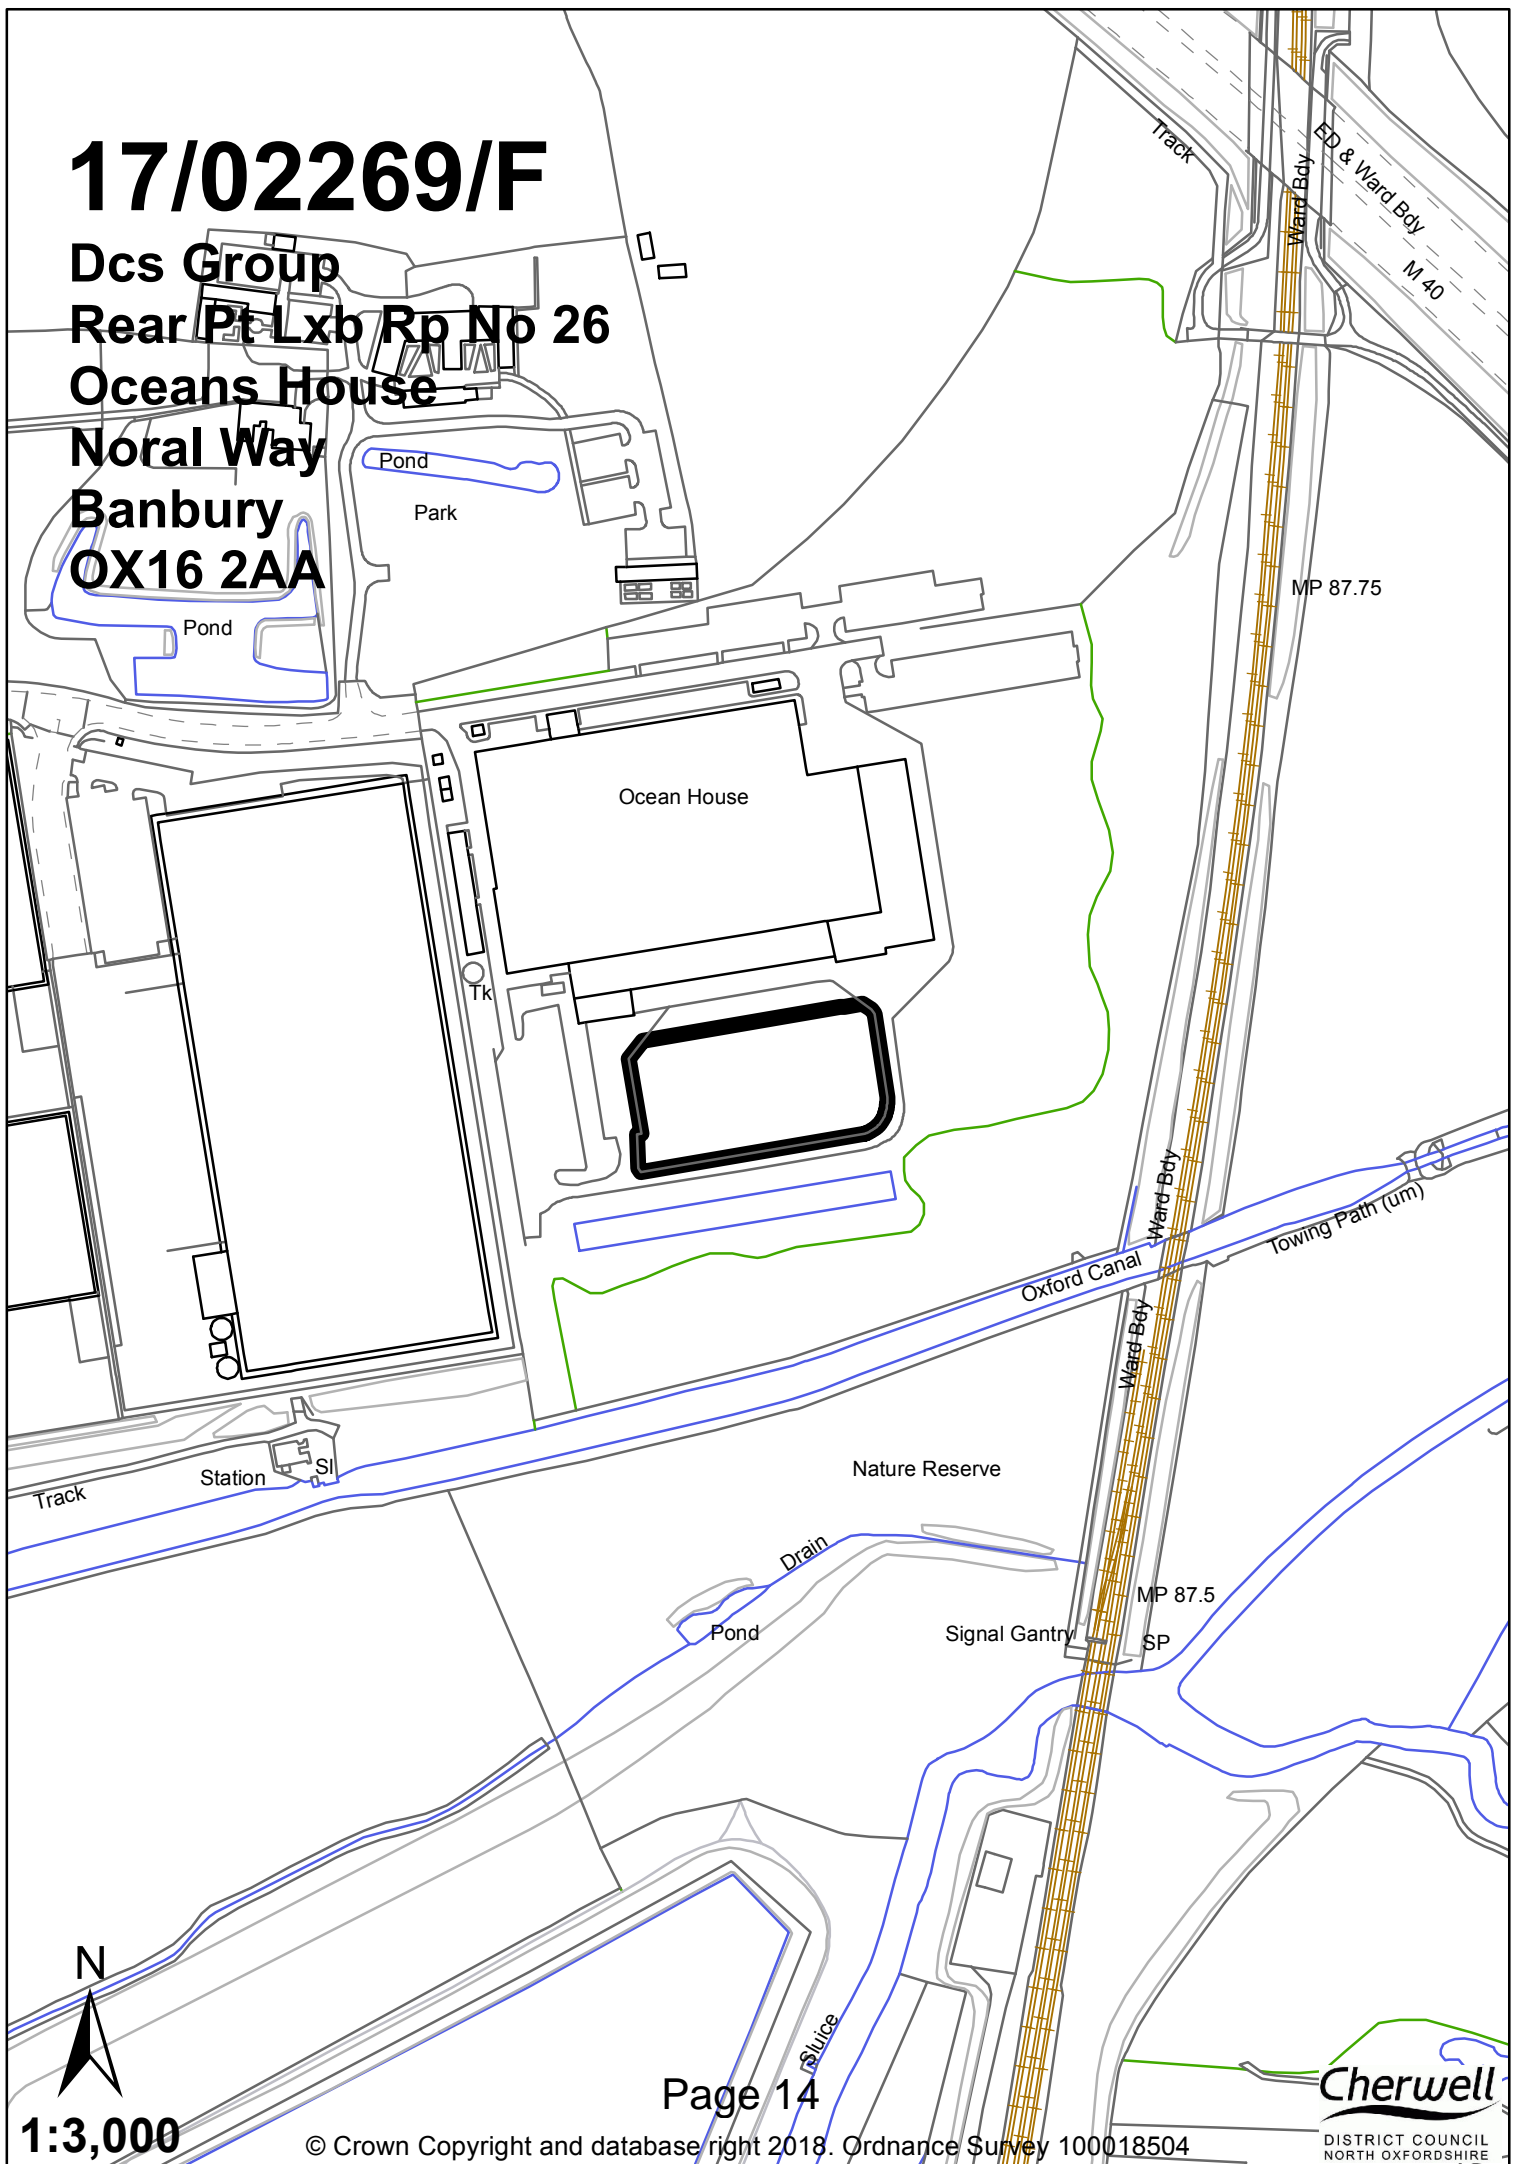 17/02269/F
Dcs Group
Rear Pt Lxb Rp No 26
Oceans House
Noral Way
Banbury
OX16 2AA
Track
ED & Ward Bdy
Ward Bdy
M 40
Pond
Park
Pond
MP 87.75
Ocean House
Tk
Ward Bdy
Towing Path (um)
Oxford Canal
Ward Bdy
Nature Reserve
Station
SI
Track
Drain
Pond
MP 87.5
Signal Gantry
SP
Sluice
N
1:3,000
Page 14
© Crown Copyright and database right 2018. Ordnance Survey 100018504
Cherwell
DISTRICT COUNCIL
NORTH OXFORDSHIRE